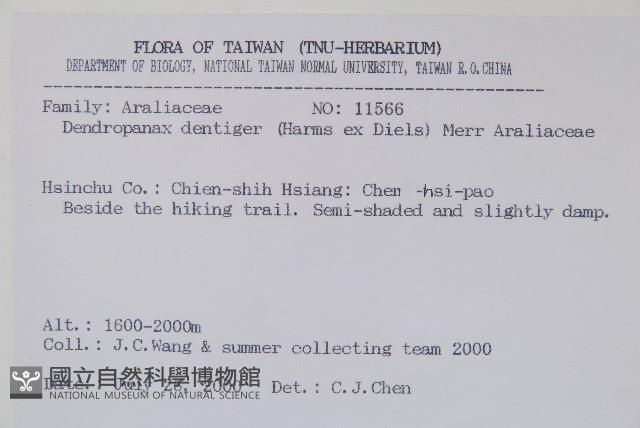 FLORA OF TAIWAN (TNU-HERBARIUM)
DEPARTMENT OF BIOLOGY, NATIONAL TAIWAN NORMAL UNIVERSITY, TAIWAN R.O.CHINA
--------------------------------------------------
Family: Araliaceae NO: 11566
Dendropanax dentiger (Harms ex Diels) Merr Araliaceae
Hsinchu Co.: Chien-shih Hsiang: Chen -hsi-pao
Beside the hiking trail. Semi-shaded and slightly damp.
Alt.: 1600-2000m
Coll.: J.C.Wang & summer collecting team 2000
Date: July 2000 Det.: C.J.Chen
國立自然科學博物館
NATIONAL MUSEUM OF NATURAL SCIENCE